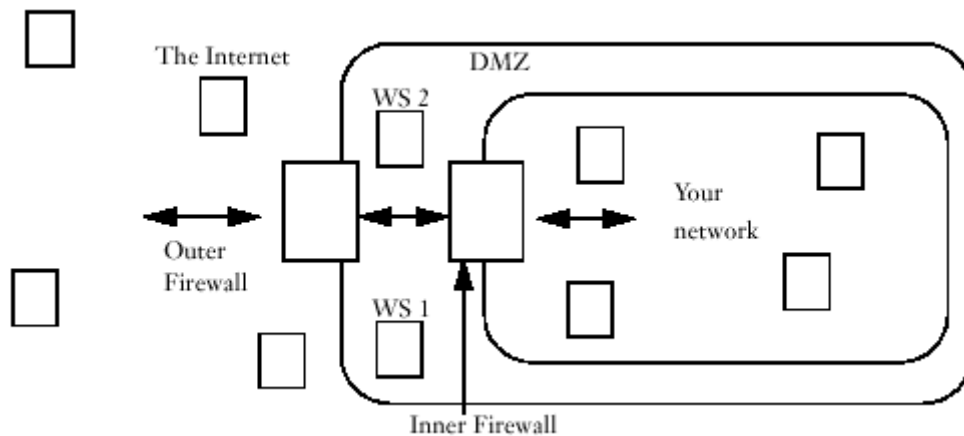 The Internet
DMZ
WS 2
Your
network
Outer
Firewall
WS 1
Inner Firewall